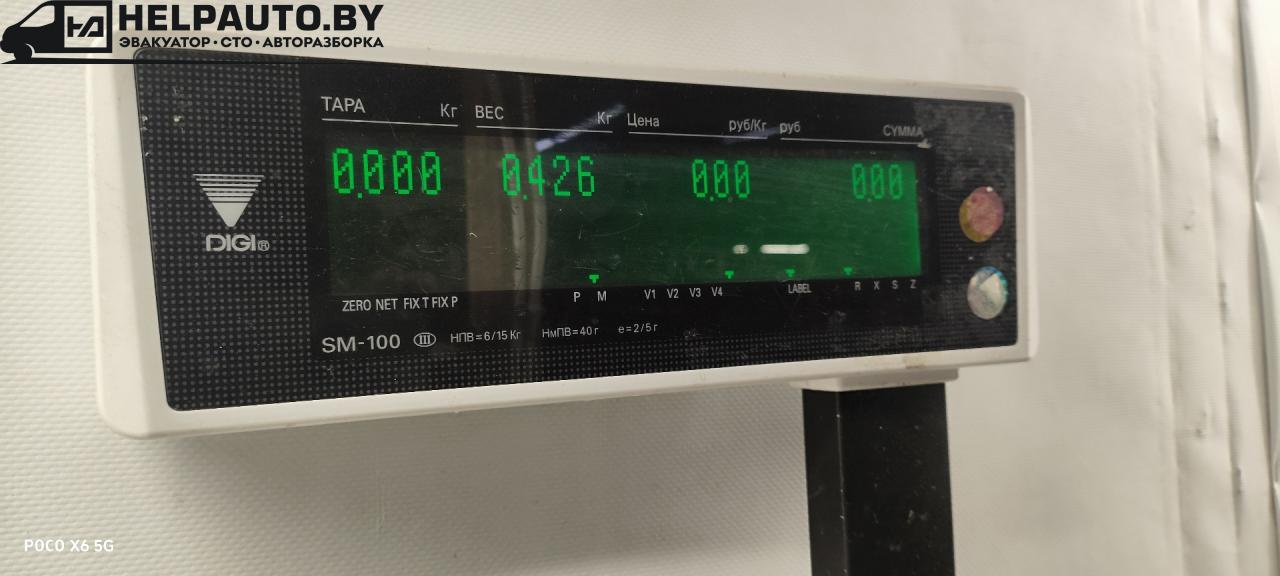 HELPAUTO.BY
ЭВАКУАТОР · СТО · АВТОРАЗБОРКА
ТАРА Кг ВЕС Кг Цена руб/Кг руб СУММА
0.000 0.426 0.00 0.00
DIGI®
ZERO NET FIX T FIX P P M V1 V2 V3 V4 LABEL R X S Z
SM-100 III НПВ=6/15 Кг НмПВ=40 г е=2/5 г
POCO X6 5G